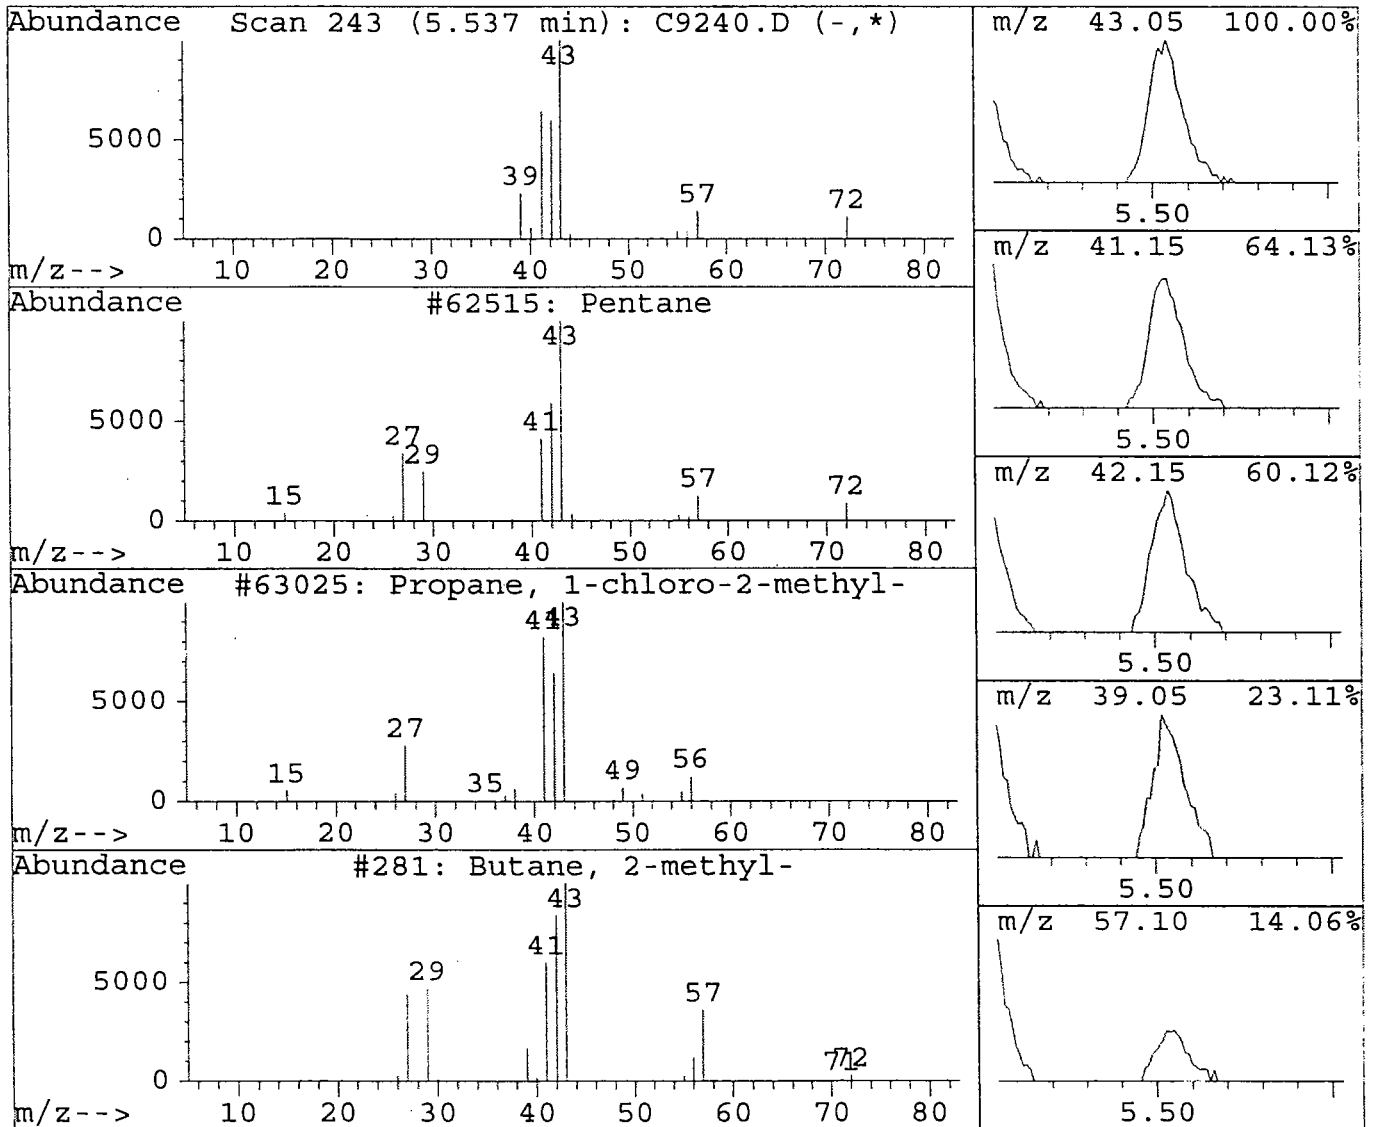 Abundance Scan 243 (5.537 min): C9240.D (-,*)
43
5000
39
57
72
0
m/z--> 10 20 30 40 50 60 70 80
Abundance #62515: Pentane
43
5000
41
27
29
57
72
15
0
m/z--> 10 20 30 40 50 60 70 80
Abundance #63025: Propane, 1-chloro-2-methyl-
41 43
5000
27
56
49
15
35
0
m/z--> 10 20 30 40 50 60 70 80
Abundance #281: Butane, 2-methyl-
43
41
5000
29
57
71 72
0
m/z--> 10 20 30 40 50 60 70 80
m/z 43.05 100.00%
5.50
m/z 41.15 64.13%
5.50
m/z 42.15 60.12%
5.50
m/z 39.05 23.11%
5.50
m/z 57.10 14.06%
5.50